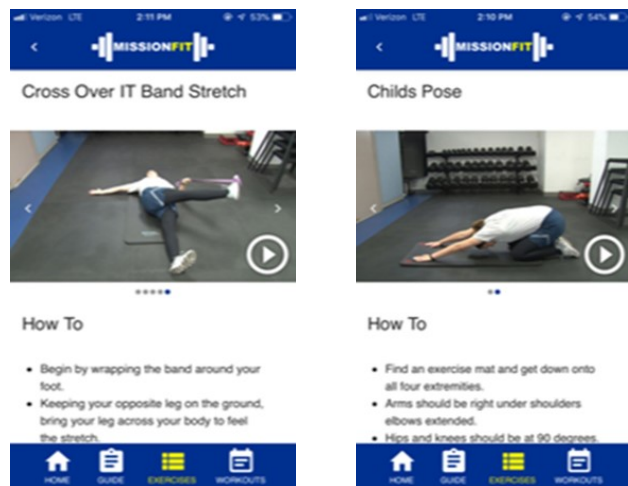 Verizon LTE 2:11 PM 53%
MISSIONFIT
Cross Over IT Band Stretch
How To
• Begin by wrapping the band around your
foot.
• Keeping your opposite leg on the ground,
bring your leg across your body to feel
the stretch.
HOME GUIDE EXERCISES WORKOUTS
Verizon LTE 2:10 PM 54%
MISSIONFIT
Childs Pose
How To
• Find an exercise mat and get down onto
all four extremities.
• Arms should be right under shoulders
elbows extended.
• Hips and knees should be at 90 degrees.
HOME GUIDE EXERCISES WORKOUTS